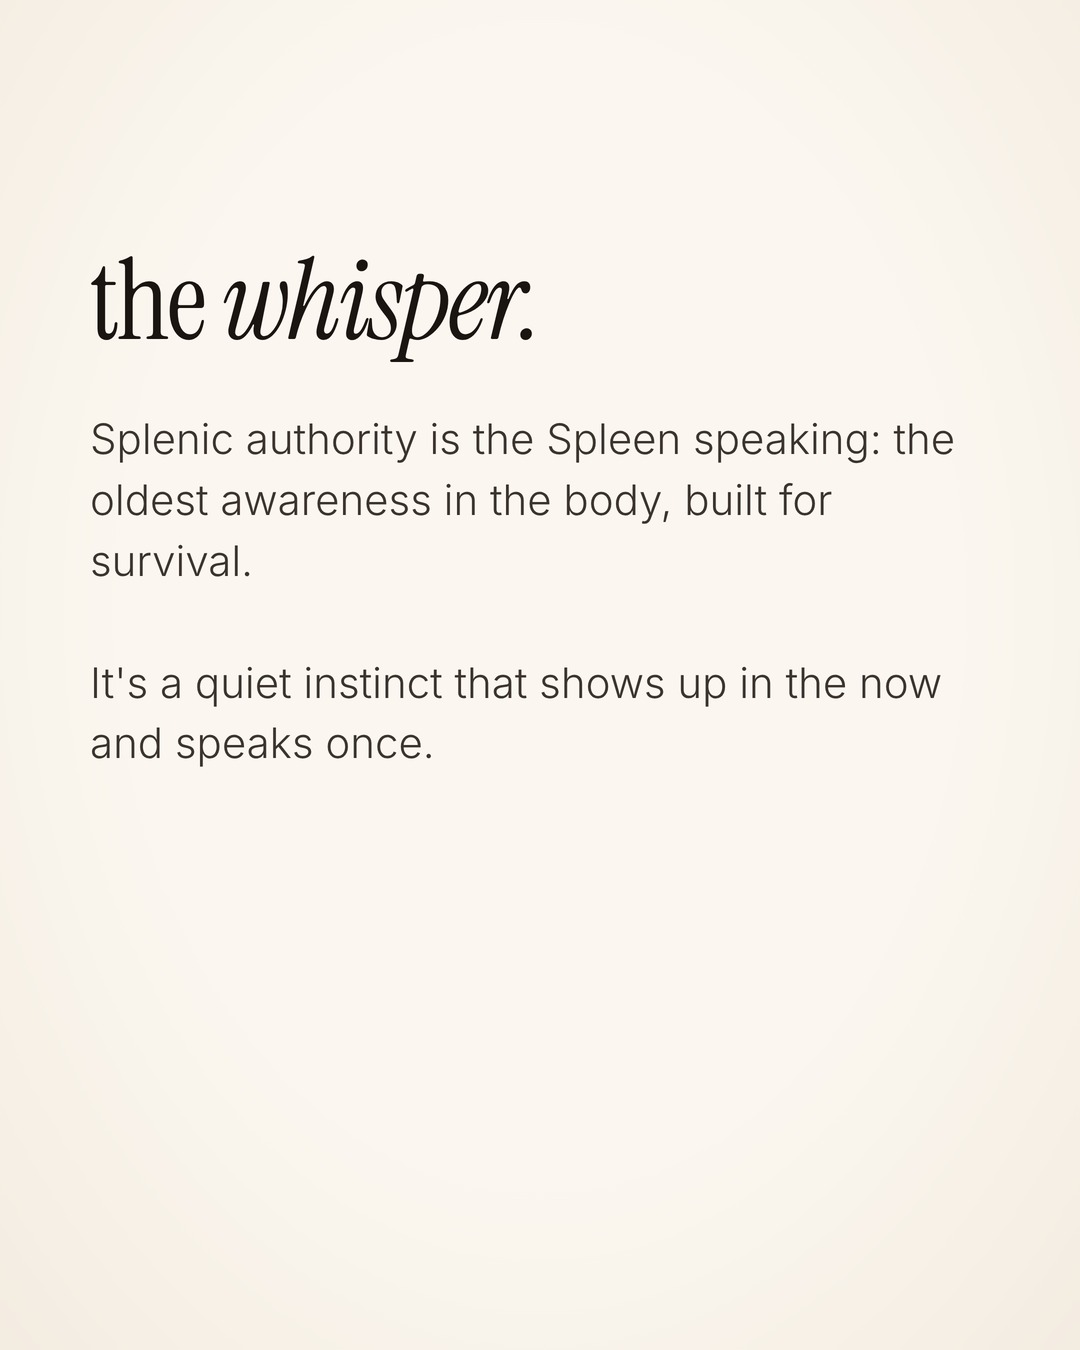 the whisper.
Splenic authority is the Spleen speaking: the
oldest awareness in the body, built for
survival.
It's a quiet instinct that shows up in the now
and speaks once.